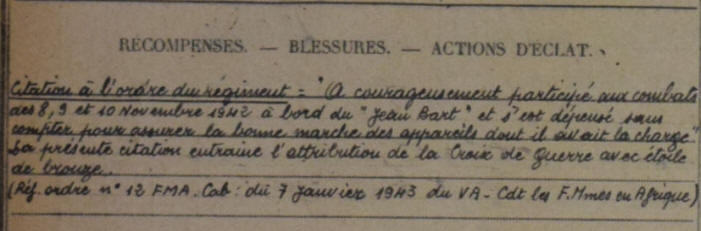 RECOMPENSES. — BLESSURES. — ACTIONS D'ECLAT.
Citation à l'ordre du régiment = "A courageusement participé aux combats
des 8, 9 et 10 Novembre 1942 à bord du "Jean Bart" et s'est dépensé sans
compter pour assurer la bonne marche des appareils dont il avait la charge"
La présente citation entraine l'attribution de la Croix de Guerre avec étoile
de bronze.
(Réf. ordre n° 12 FMA. Cab : du 7 Janvier 1943 du VA - Cdt les F.Mmes en Afrique)